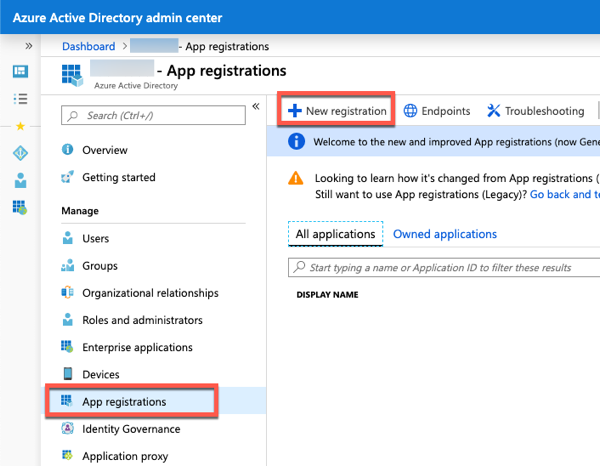 Azure Active Directory admin center
»
Dashboard > - App registrations
- App registrations
Azure Active Directory
«
Search (Ctrl+/)
Overview
Getting started
Manage
Users
Groups
Organizational relationships
Roles and administrators
Enterprise applications
Devices
App registrations
Identity Governance
Application proxy
+ New registration
Endpoints
Troubleshooting
Welcome to the new and improved App registrations (now Gene
Looking to learn how it's changed from App registrations (
Still want to use App registrations (Legacy)? Go back and te
All applications
Owned applications
Start typing a name or Application ID to filter these results
DISPLAY NAME